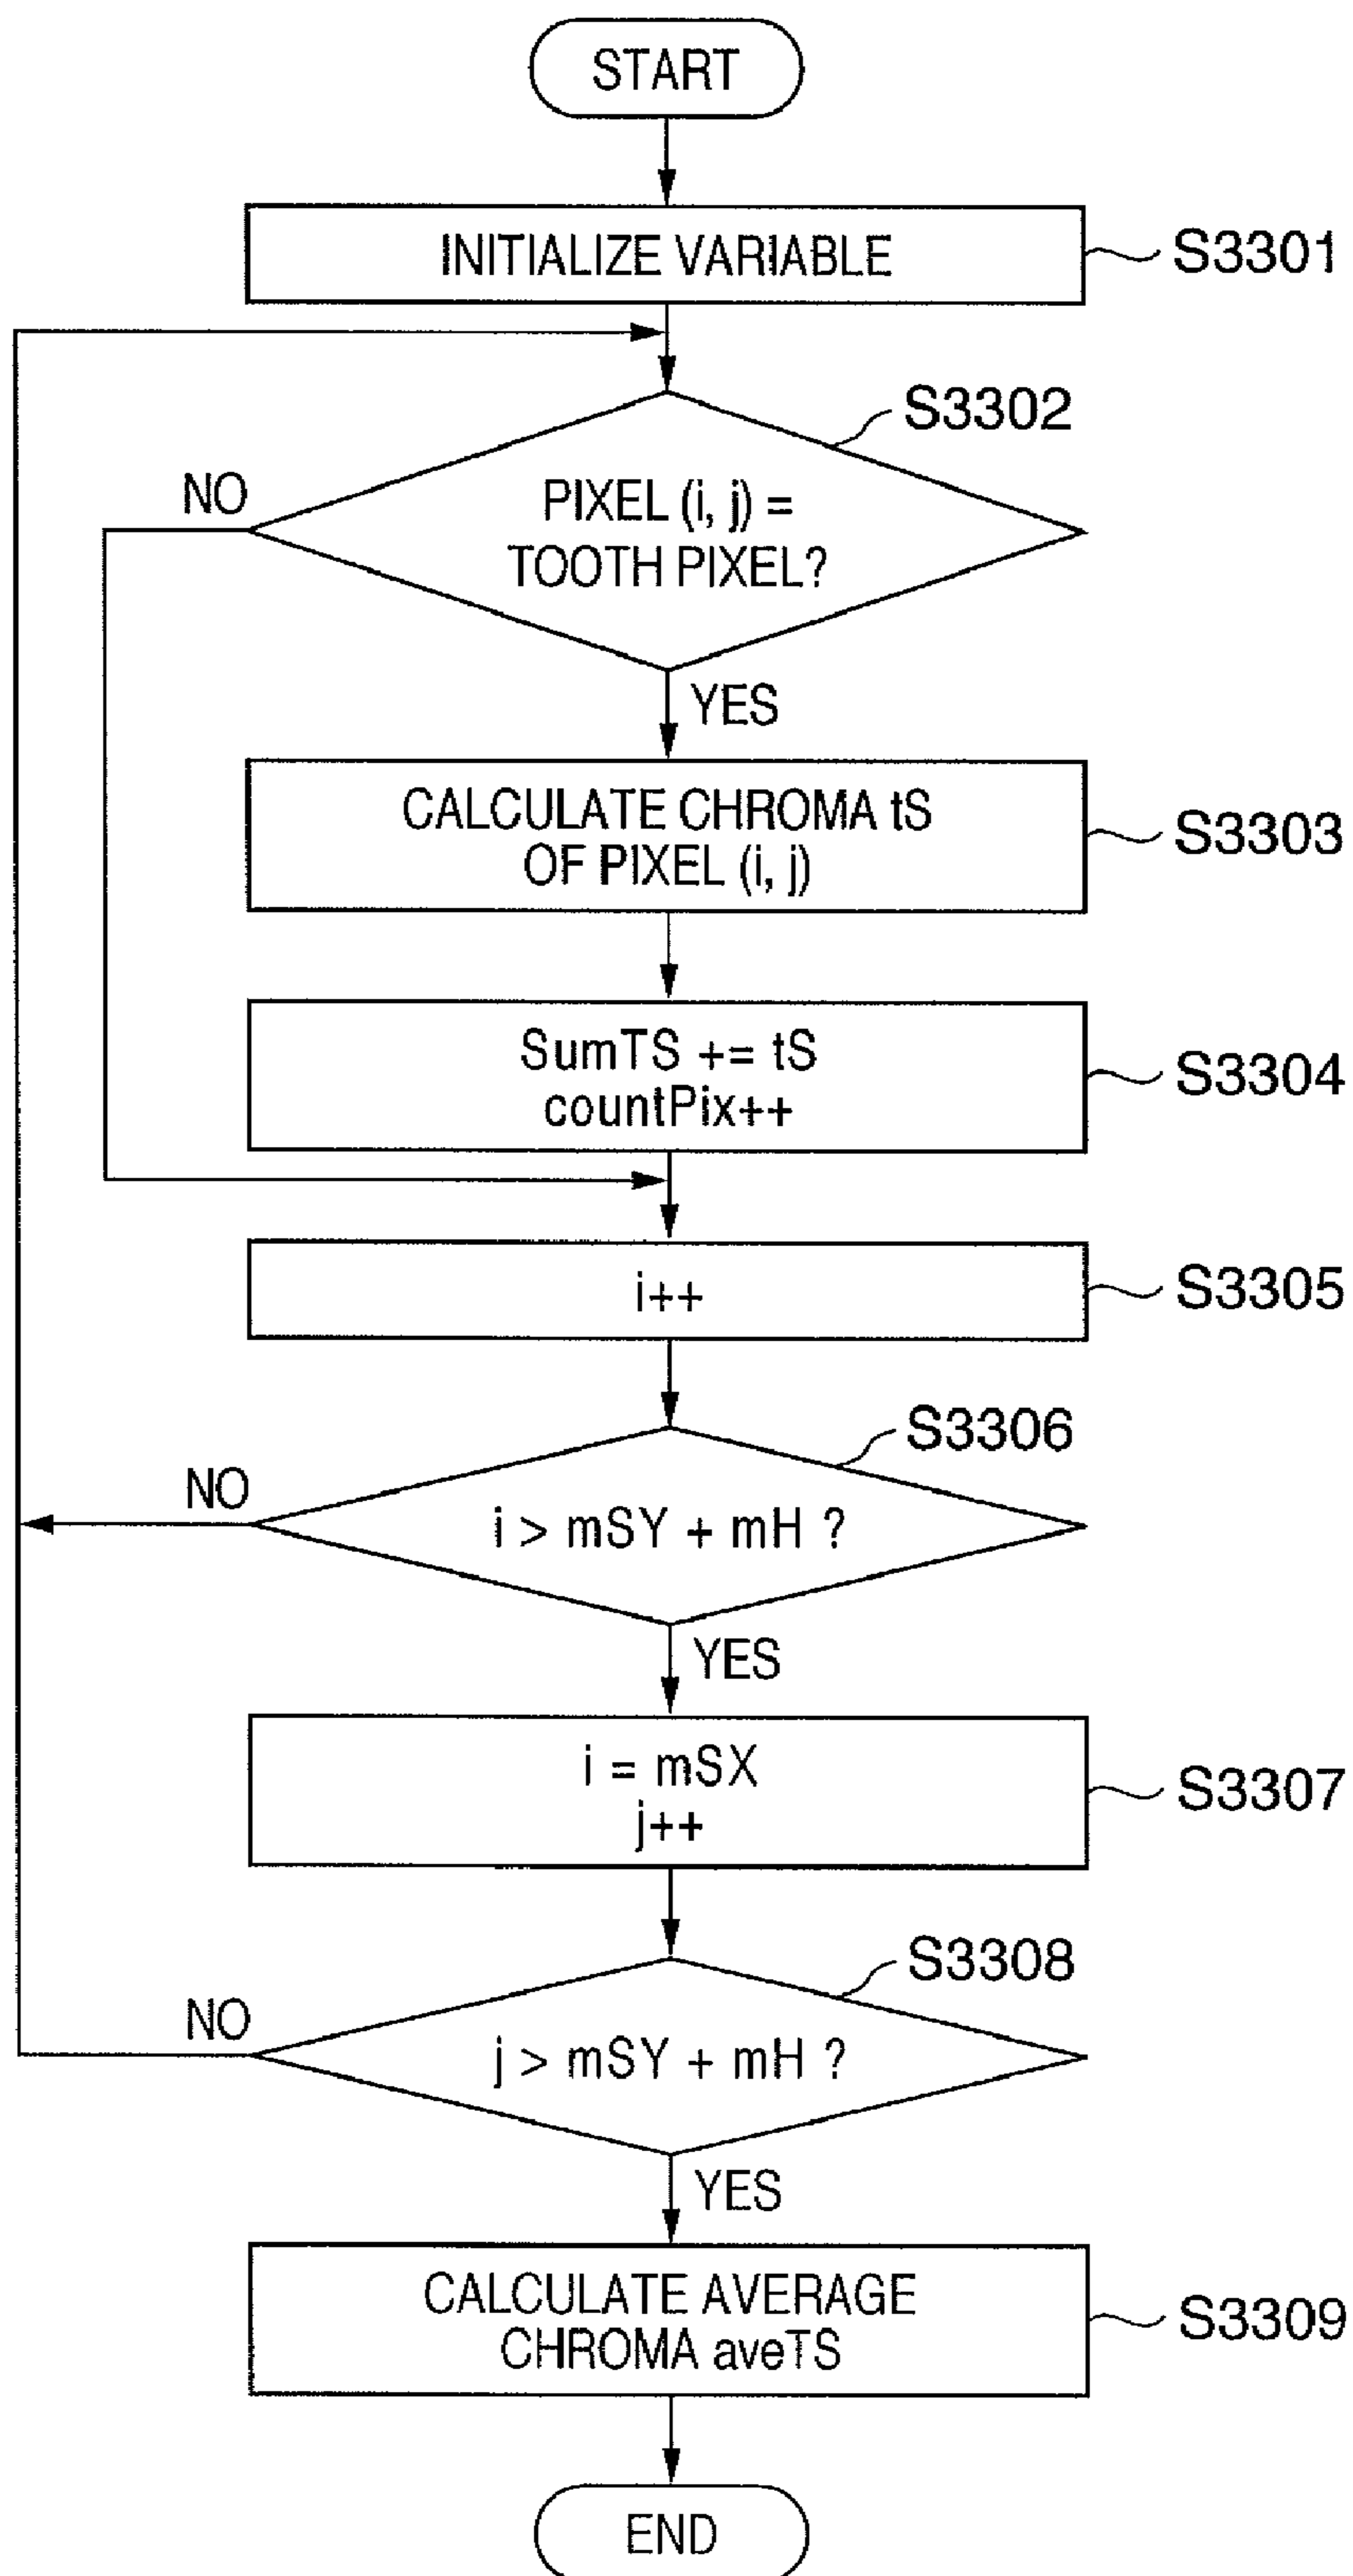 START
INITIALIZE VARIABLE
S3301
S3302
NO
PIXEL (i, j) =
TOOTH PIXEL?
YES
CALCULATE CHROMA tS
OF PIXEL (i, j)
S3303
SumTS += tS
countPix++
S3304
i++
S3305
S3306
NO
i > mSY + mH ?
YES
i = mSX
j++
S3307
S3308
NO
j > mSY + mH ?
YES
CALCULATE AVERAGE
CHROMA aveTS
S3309
END